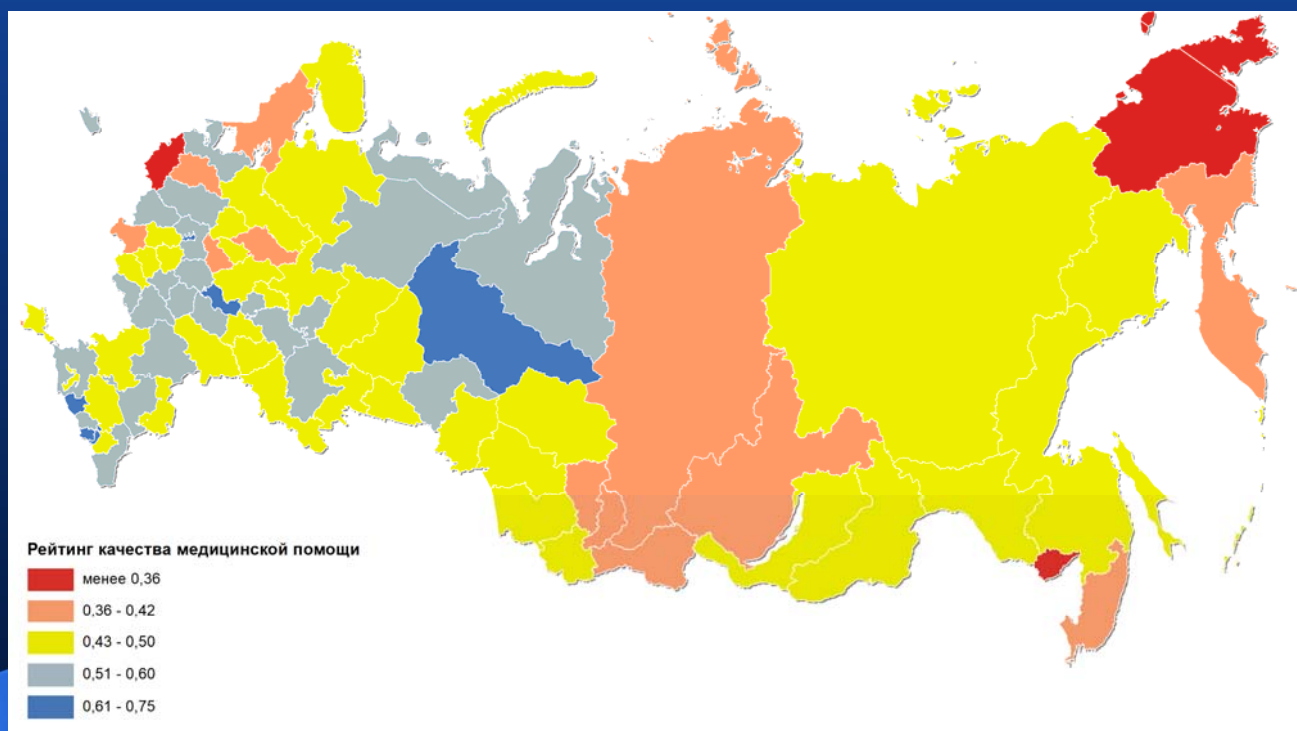 Рейтинг качества медицинской помощи
менее 0,36
0,36 - 0,42
0,43 - 0,50
0,51 - 0,60
0,61 - 0,75